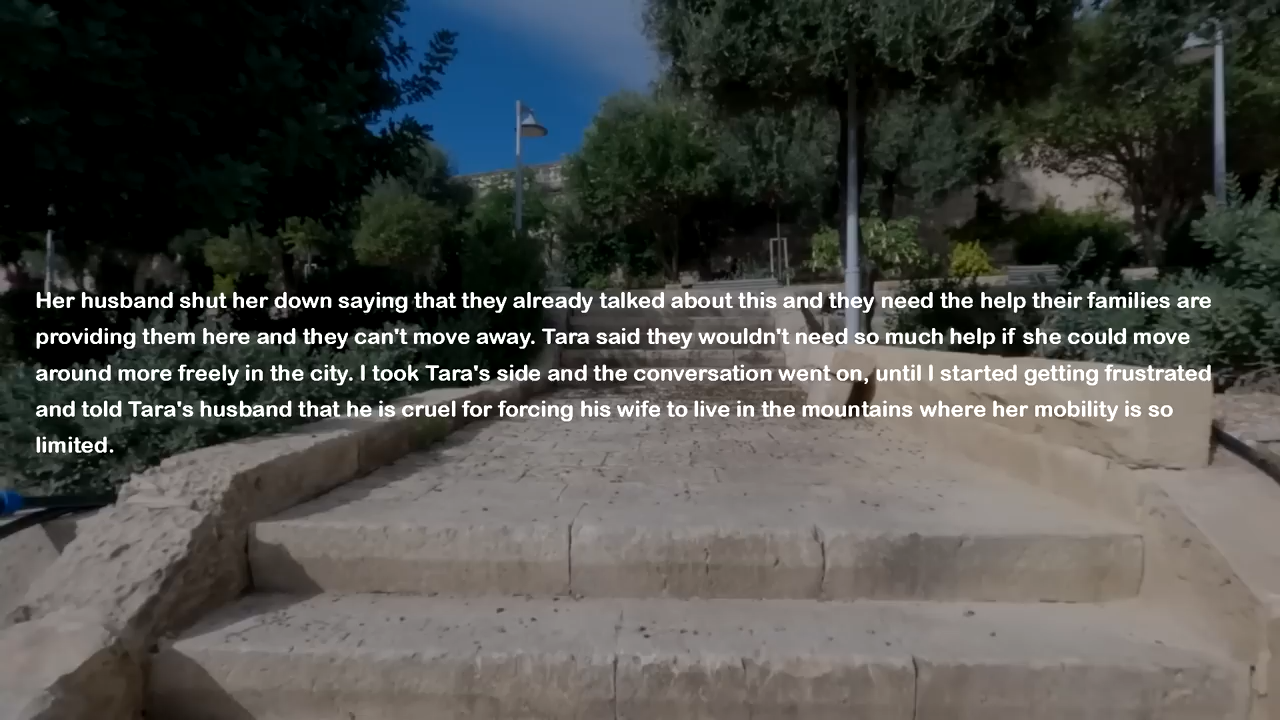 Her husband shut her down saying that they already talked about this and they need the help their families are
providing them here and they can't move away. Tara said they wouldn't need so much help if she could move
around more freely in the city. I took Tara's side and the conversation went on, until I started getting frustrated
and told Tara's husband that he is cruel for forcing his wife to live in the mountains where her mobility is so
limited.